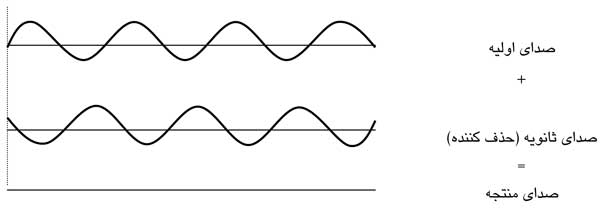 صدای اولیه
+
صدای ثانویه (حذف کننده)
=
صدای منتجه